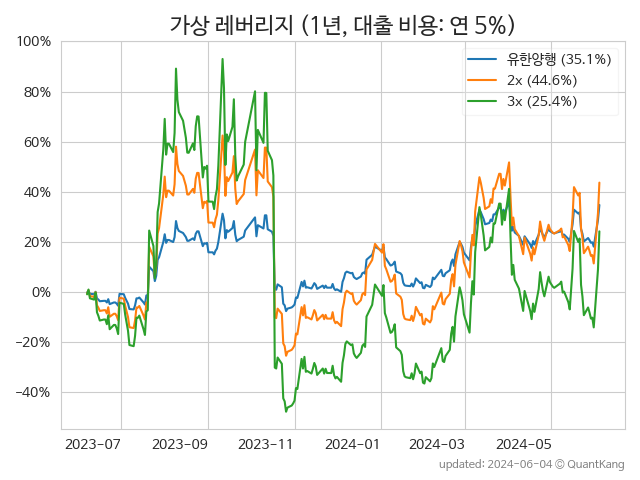 가상 레버리지 (1년, 대출 비용: 연 5%)
유한양행 (35.1%)
2x (44.6%)
3x (25.4%)
100%
80%
60%
40%
20%
0%
−20%
−40%
2023-07
2023-09
2023-11
2024-01
2024-03
2024-05
updated: 2024-06-04 © QuantKang